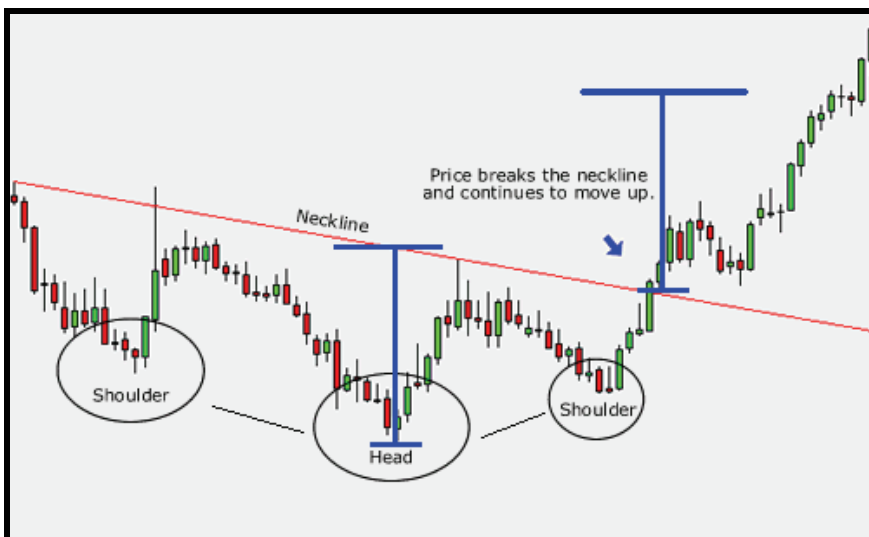 Price breaks the neckline
and continues to move up.
Neckline
Shoulder
Shoulder
Head